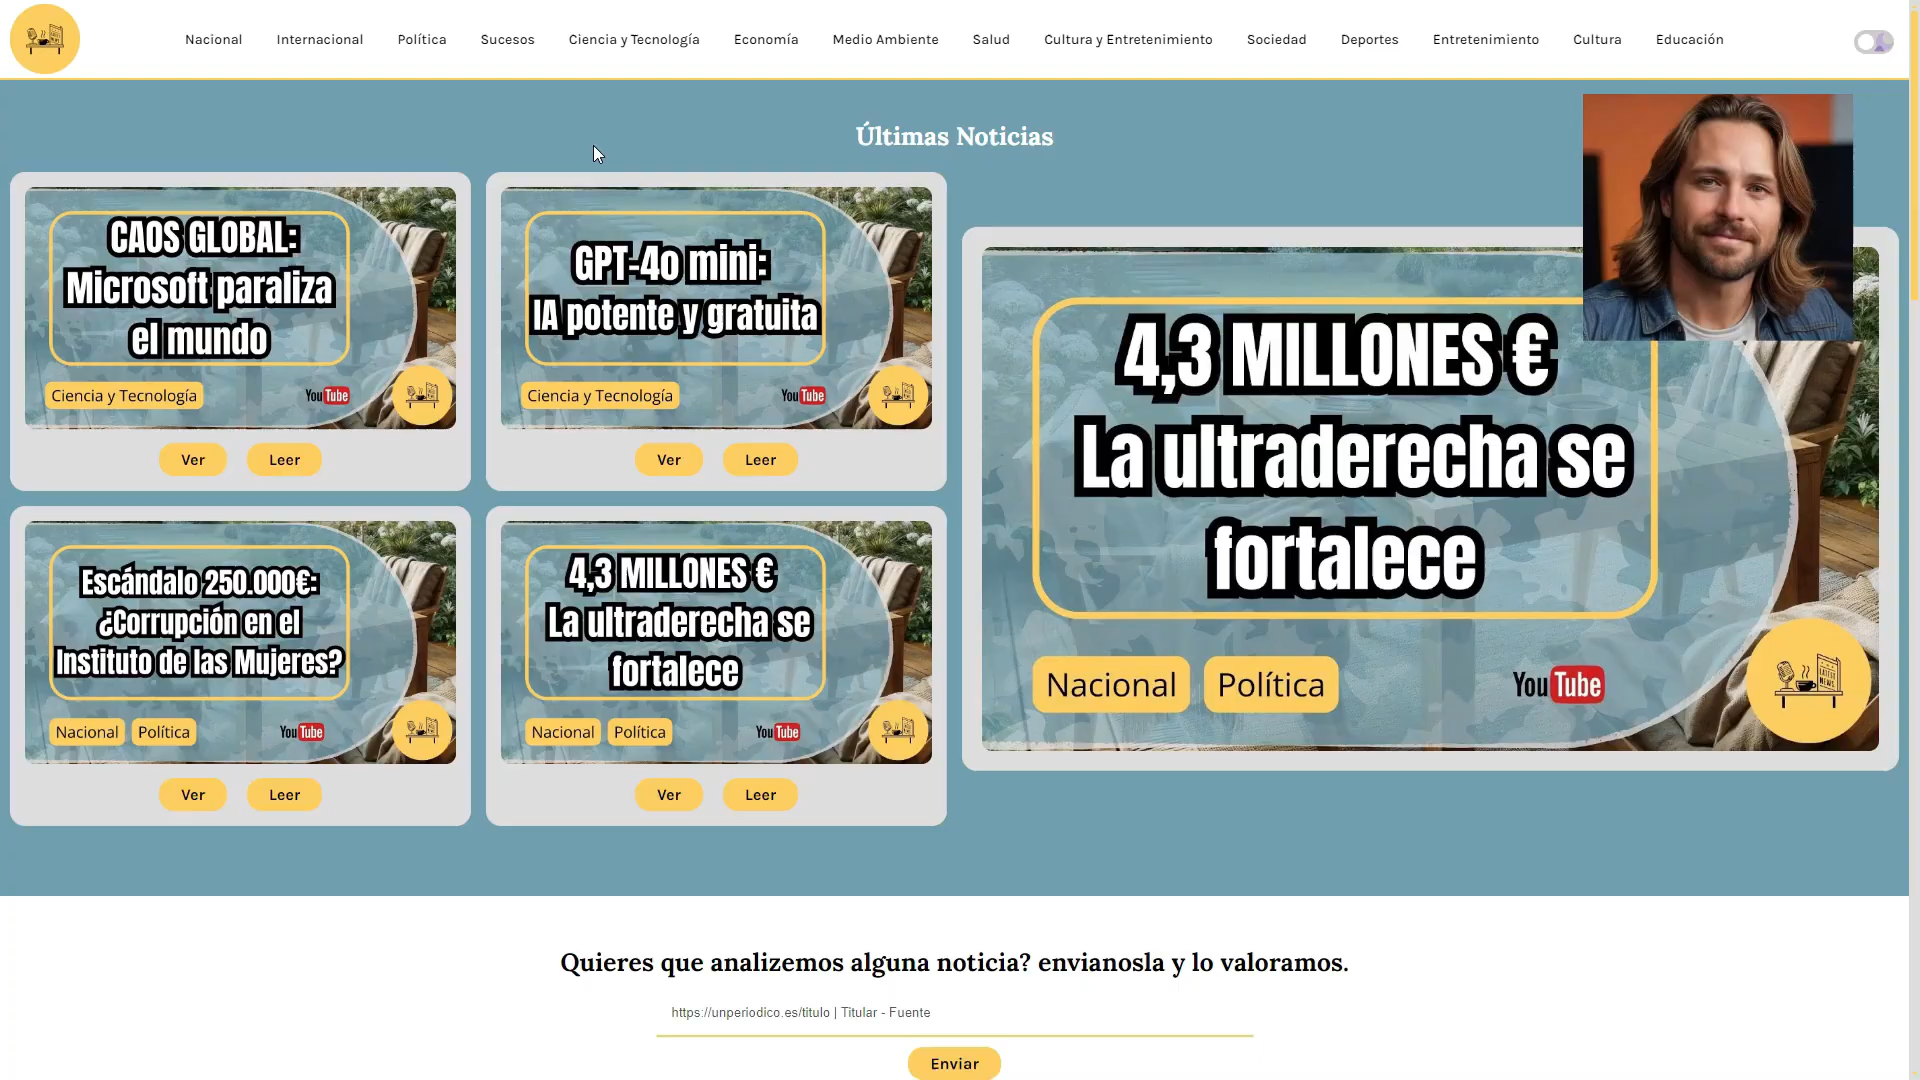 Nacional Internacional Política Sucesos Ciencia y Tecnología Economía Medio Ambiente Salud Cultura y Entretenimiento Sociedad Deportes Entretenimiento Cultura Educación
Últimas Noticias
CAOS GLOBAL:
Microsoft paraliza
el mundo
Ciencia y Tecnología
YouTube
Ver Leer
GPT-4o mini:
IA potente y gratuita
Ciencia y Tecnología
YouTube
Ver Leer
Escándalo 250.000€:
¿Corrupción en el
Instituto de las Mujeres?
Nacional Política
YouTube
Ver Leer
4,3 MILLONES €
La ultraderecha se
fortalece
Nacional Política
YouTube
Ver Leer
4,3 MILLONES €
La ultraderecha se
fortalece
Nacional Política
YouTube
LATEST
NEWS
Quieres que analizemos alguna noticia? envianosla y lo valoramos.
https://unperiodico.es/titulo | Titular - Fuente
Enviar